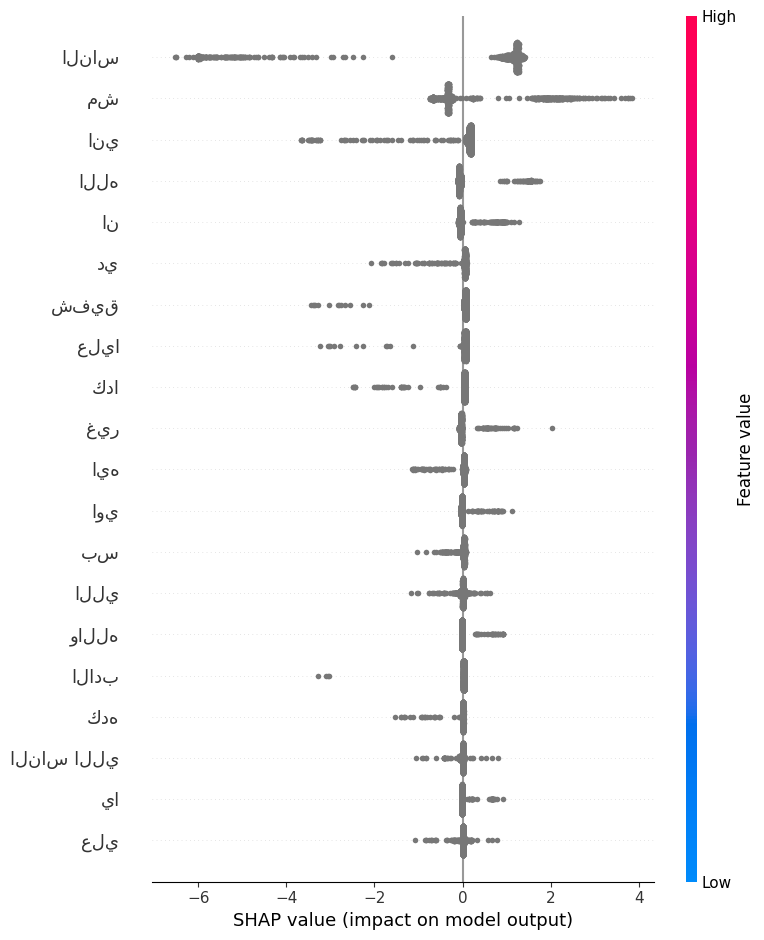 الناس
مش
اني
الله
ان
دي
شفيق
عليا
كدا
غير
ايه
اوي
بس
اللي
والله
الادب
كده
الناس اللي
يا
علي
−6 −4 −2 0 2 4
SHAP value (impact on model output)
High
Feature value
Low